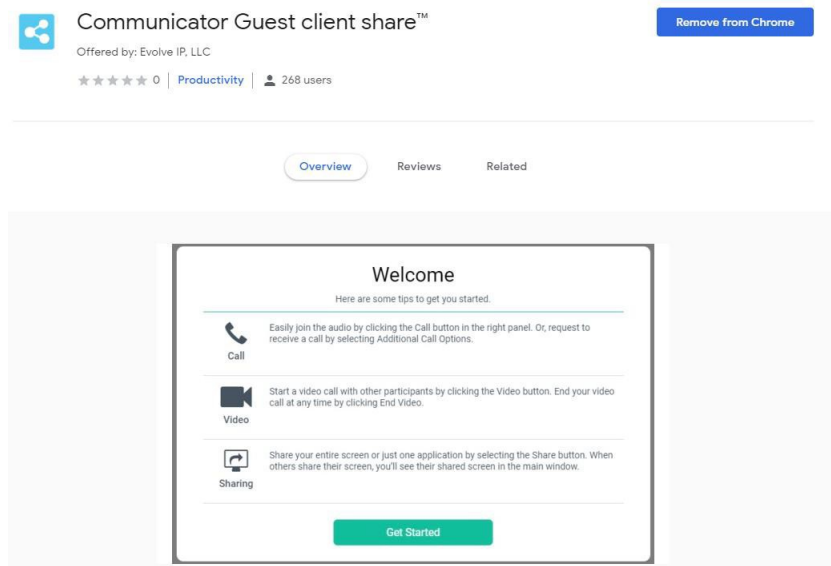 Communicator Guest client share™
Remove from Chrome
Offered by: Evolve IP, LLC
0 Productivity 268 users
Overview Reviews Related
Welcome
Here are some tips to get you started.
Easily join the audio by clicking the Call button in the right panel. Or, request to
receive a call by selecting Additional Call Options.
Call
Start a video call with other participants by clicking the Video button. End your video
call at any time by clicking End Video.
Video
Share your entire screen or just one application by selecting the Share button. When
others share their screen, you'll see their shared screen in the main window.
Sharing
Get Started